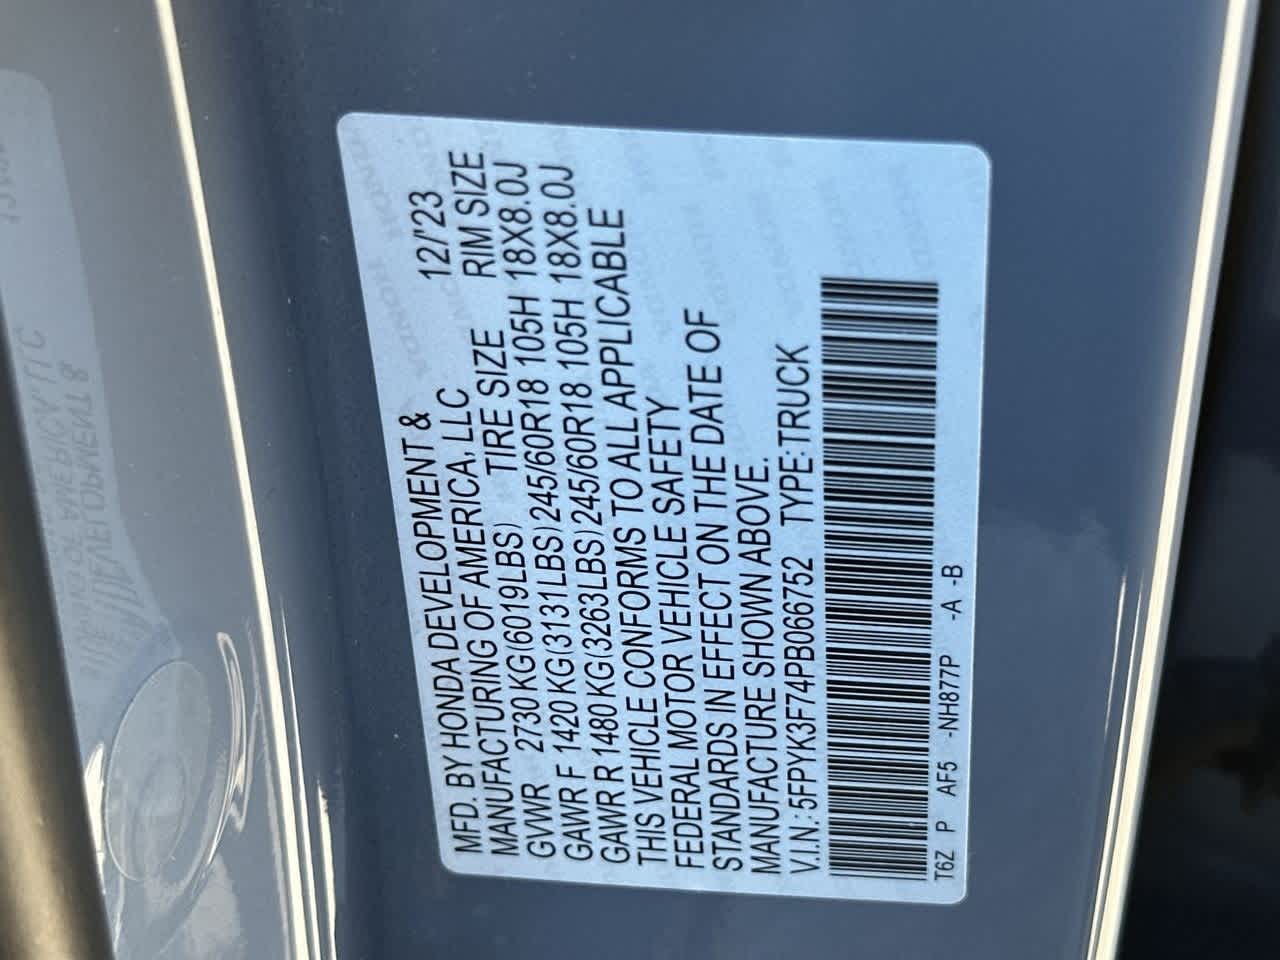 MFD. BY HONDA DEVELOPMENT & 12/'23
MANUFACTURING OF AMERICA, LLC
GVWR 2730 KG(6019LBS) TIRE SIZE RIM SIZE
GAWR F 1420 KG(3131LBS) 245/60R18 105H 18X8.0J
GAWR R 1480 KG(3263LBS) 245/60R18 105H 18X8.0J
THIS VEHICLE CONFORMS TO ALL APPLICABLE
FEDERAL MOTOR VEHICLE SAFETY
STANDARDS IN EFFECT ON THE DATE OF
MANUFACTURE SHOWN ABOVE.
V.I.N.: 5FPYK3F74PB066752 TYPE:TRUCK
T6Z P AF5 -NH877P -A -B